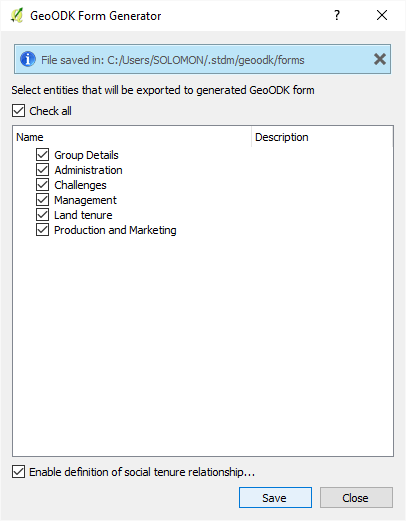 GeoODK Form Generator
File saved in: C:/Users/SOLOMON/.stdm/geoodk/forms
Select entities that will be exported to generated GeoODK form
Check all
Name Description
Group Details
Administration
Challenges
Management
Land tenure
Production and Marketing
Enable definition of social tenure relationship...
Save Close